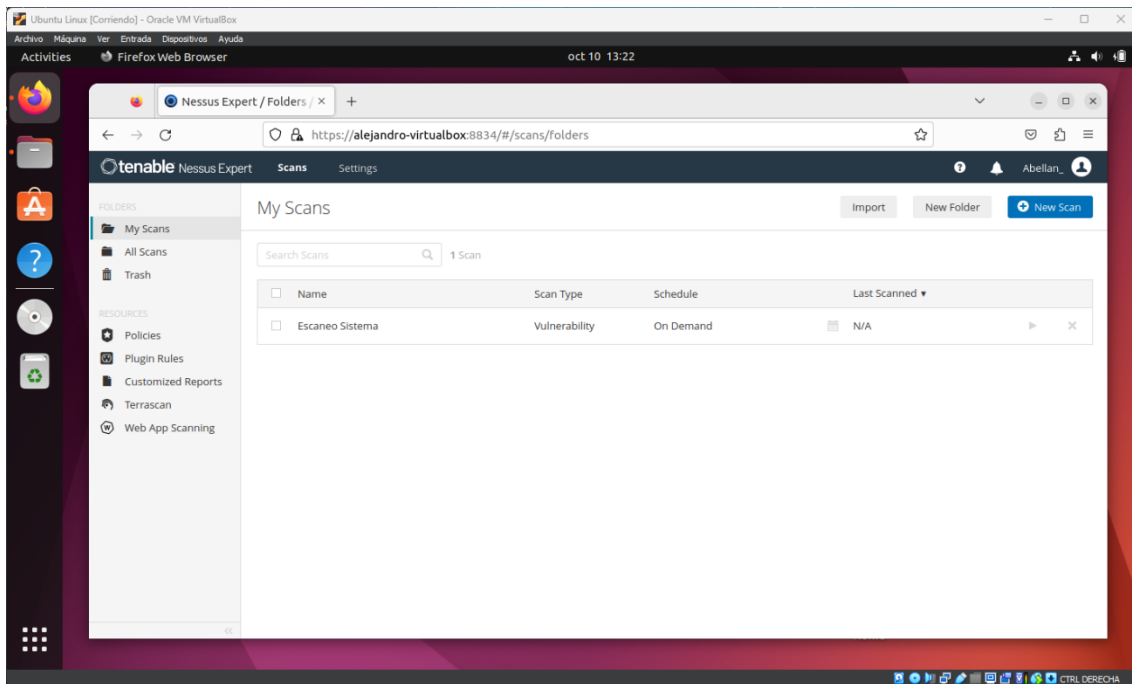 Ubuntu Linux [Corriendo] - Oracle VM VirtualBox
Archivo Máquina Ver Entrada Dispositivos Ayuda
Activities Firefox Web Browser oct 10 13:22
Nessus Expert / Folders /
https://alejandro-virtualbox:8834/#/scans/folders
tenable Nessus Expert Scans Settings Abellan_
FOLDERS
My Scans
All Scans
Trash
RESOURCES
Policies
Plugin Rules
Customized Reports
Terrascan
Web App Scanning
My Scans Import New Folder New Scan
Search Scans 1 Scan
Name Scan Type Schedule Last Scanned
Escaneo Sistema Vulnerability On Demand N/A
CTRL DERECHA